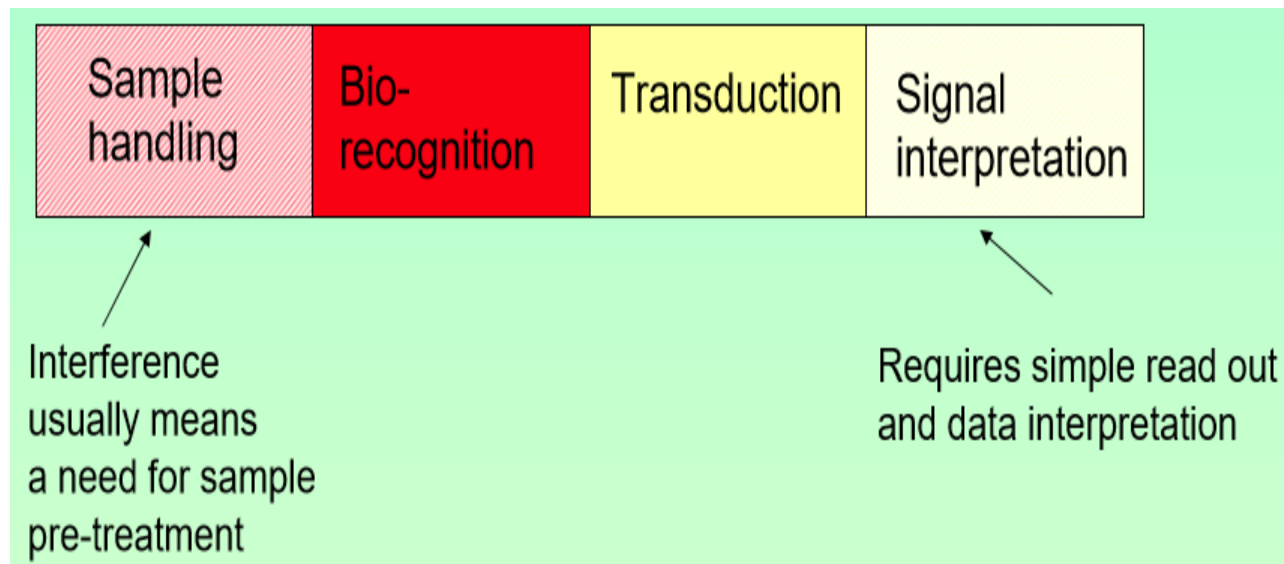 Sample
handling
Bio-
recognition
Transduction
Signal
interpretation
Interference
usually means
a need for sample
pre-treatment
Requires simple read out
and data interpretation